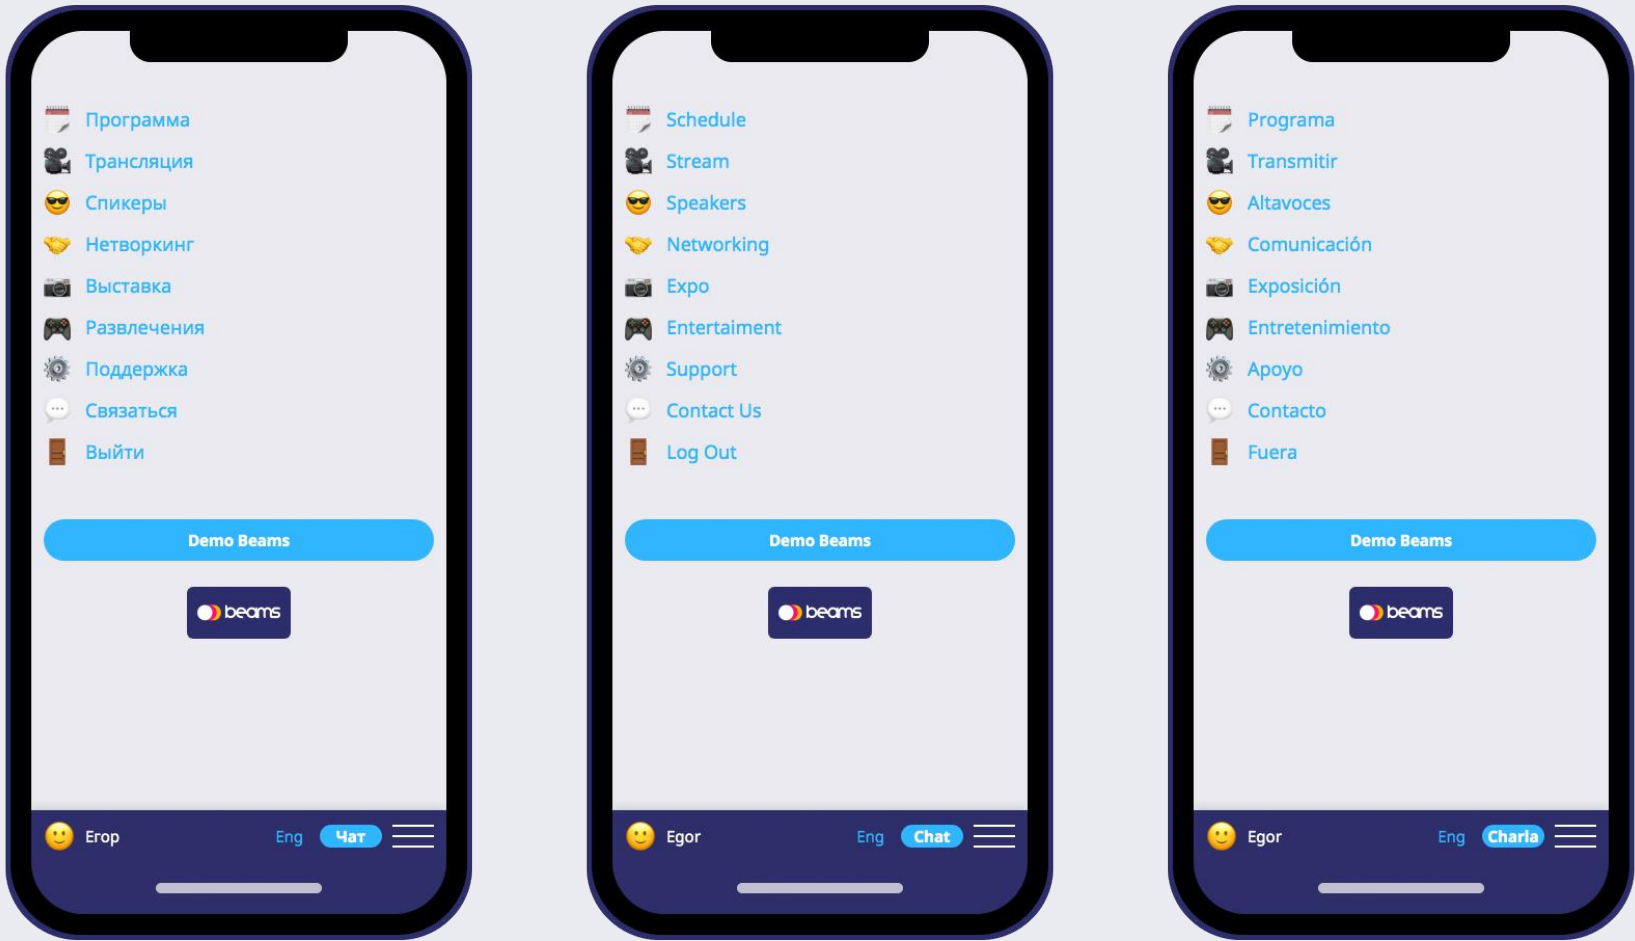 Программа
Трансляция
Спикеры
Нетворкинг
Выставка
Развлечения
Поддержка
Связаться
Выйти
Demo Beams
beams
Егор
Eng
Чат
Schedule
Stream
Speakers
Networking
Expo
Entertaiment
Support
Contact Us
Log Out
Demo Beams
beams
Egor
Eng
Chat
Programa
Transmitir
Altavoces
Comunicación
Exposición
Entretenimiento
Apoyo
Contacto
Fuera
Demo Beams
beams
Egor
Eng
Charla